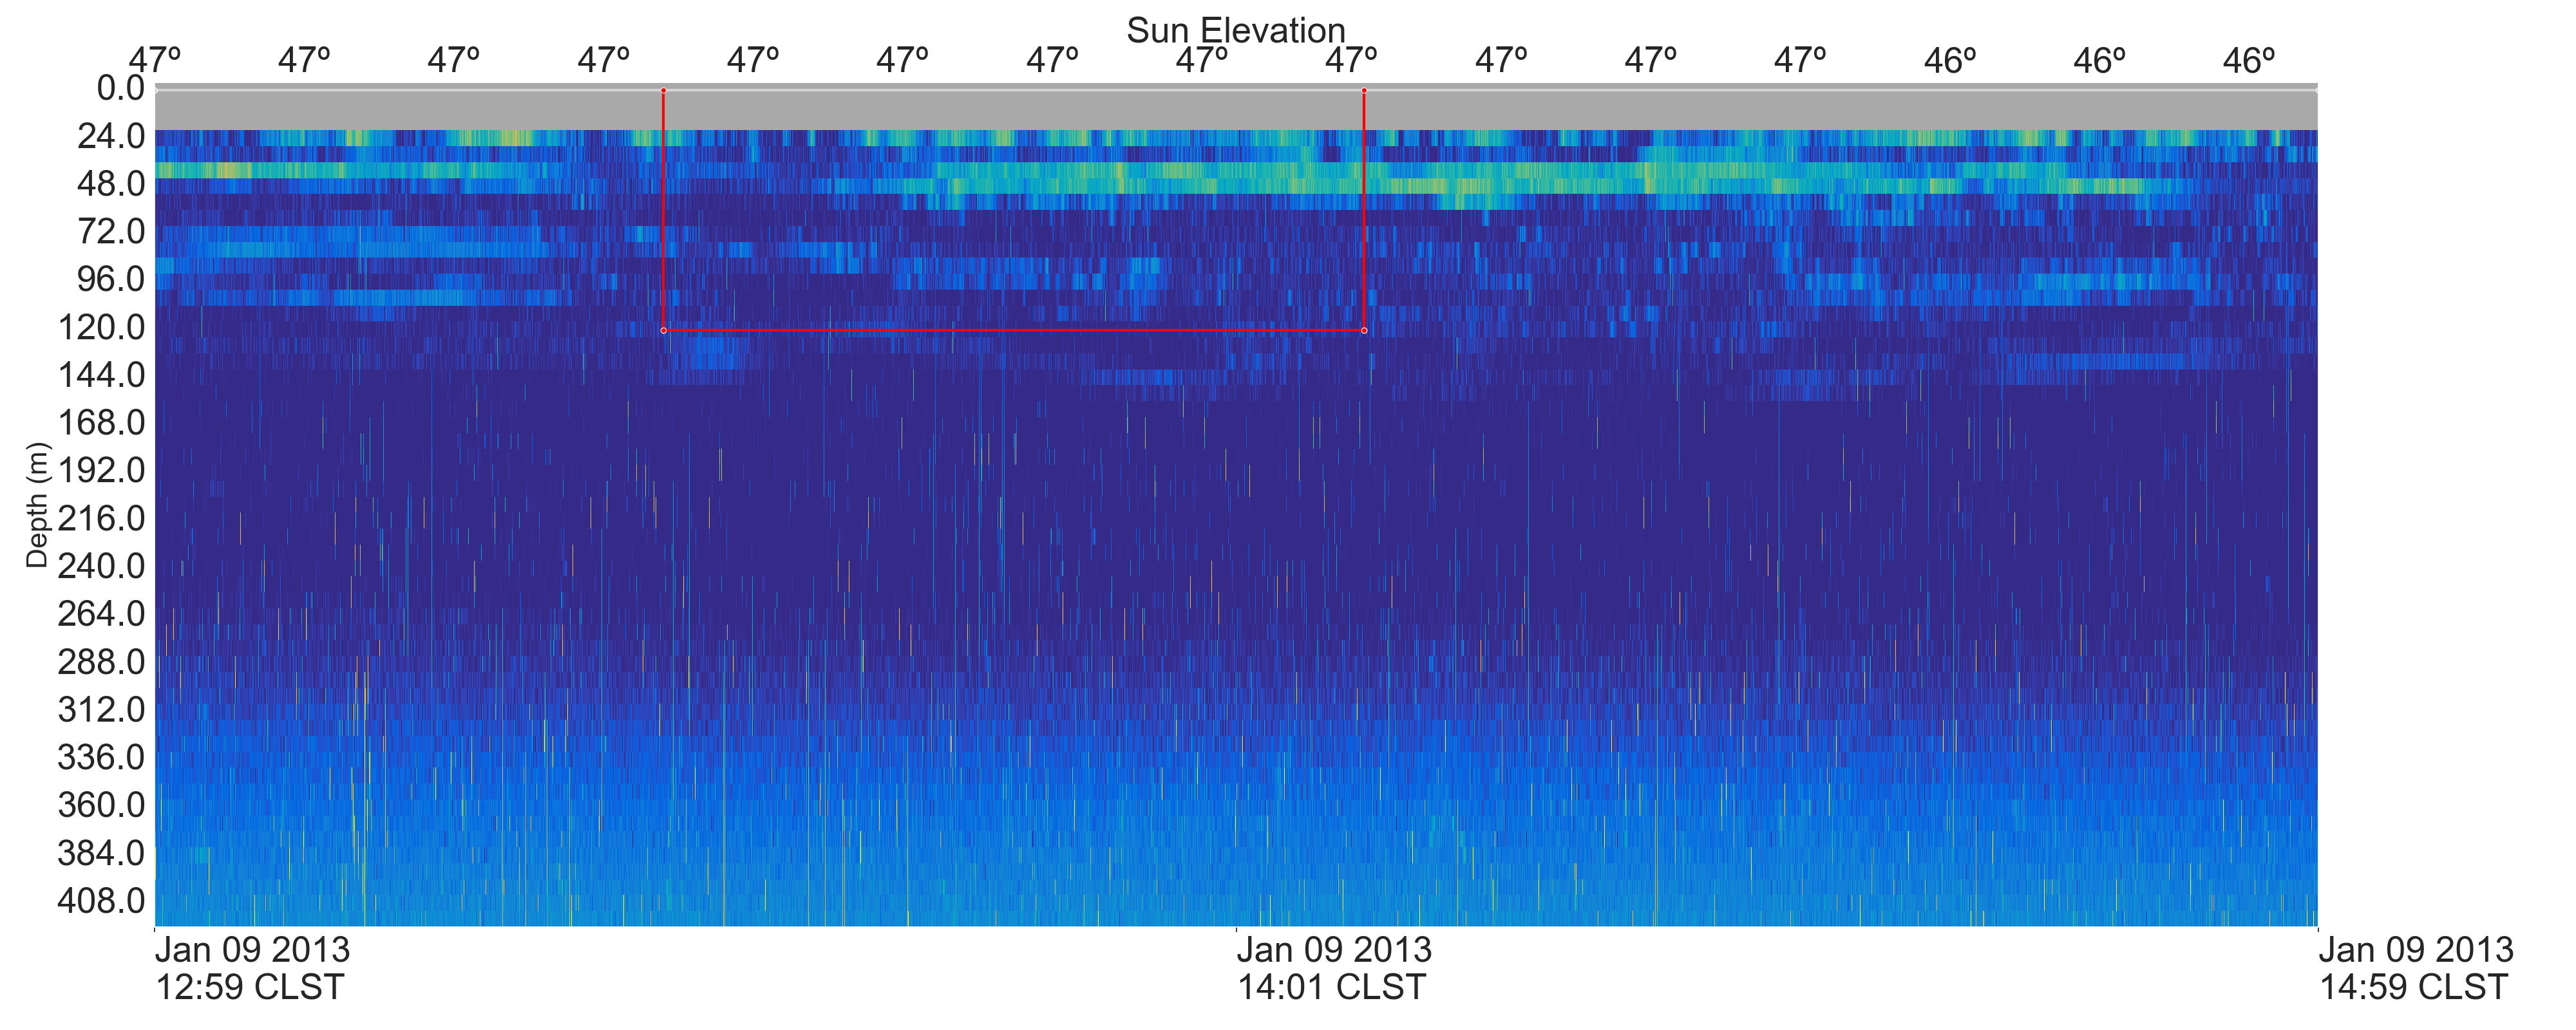 Sun Elevation
47º 47º 47º 47º 47º 47º 47º 47º 47º 47º 47º 47º 46º 46º 46º
0.0
24.0
48.0
72.0
96.0
120.0
144.0
168.0
192.0
216.0
240.0
264.0
288.0
312.0
336.0
360.0
384.0
408.0
Depth (m)
Jan 09 2013
12:59 CLST
Jan 09 2013
14:01 CLST
Jan 09 2013
14:59 CLST